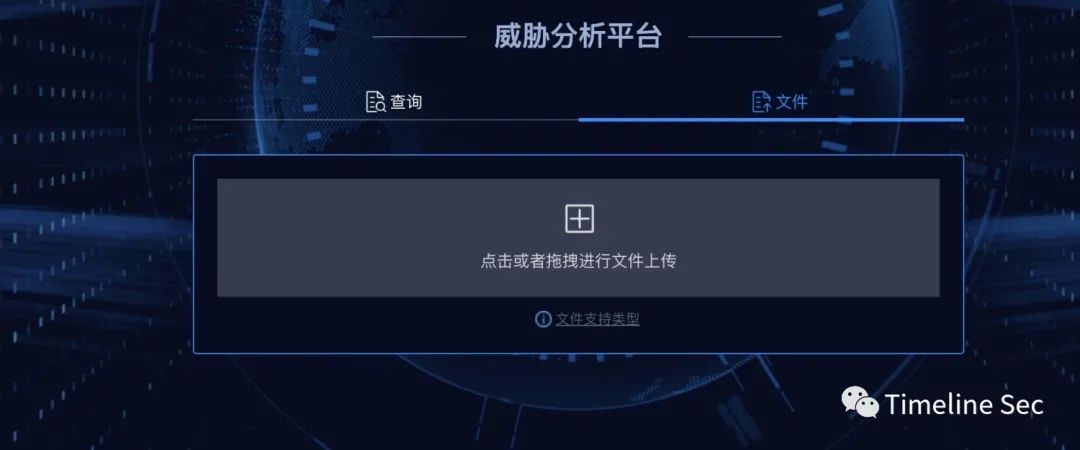 威胁分析平台
查询
文件
点击或者拖拽进行文件上传
文件支持类型
Timeline Sec